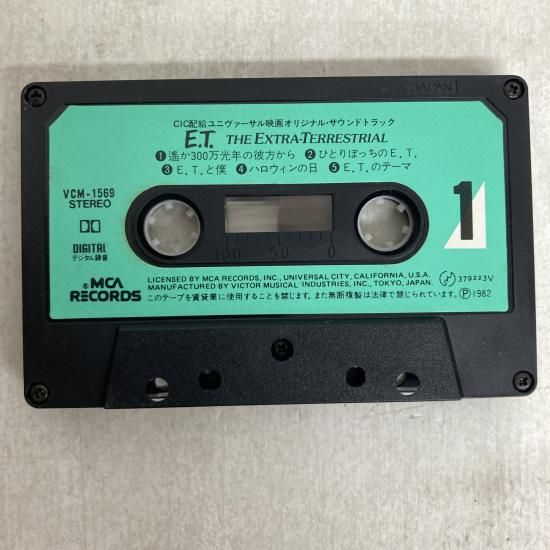 JAPAN
CIC配給ユニヴァーサル映画オリジナル・サウンドトラック
E.T. THE EXTRA-TERRESTRIAL
❶遥か300万光年の彼方から ❷ひとりぼっちのE.T.
❸E.T.と僕 ❹ハロウィンの日 ❺E.T.のテーマ
VCM-1569
STEREO
DIGITAL
デジタル録音
1
100 50 0
®MCA
RECORDS
LICENSED BY MCA RECORDS, INC., UNIVERSAL CITY, CALIFORNIA, U.S.A.
MANUFACTURED BY VICTOR MUSICAL INDUSTRIES, INC., TOKYO, JAPAN.
379223V
このテープを賃貸業に使用することを禁じます。また無断複製は法律で禁じられています。Ⓟ1982